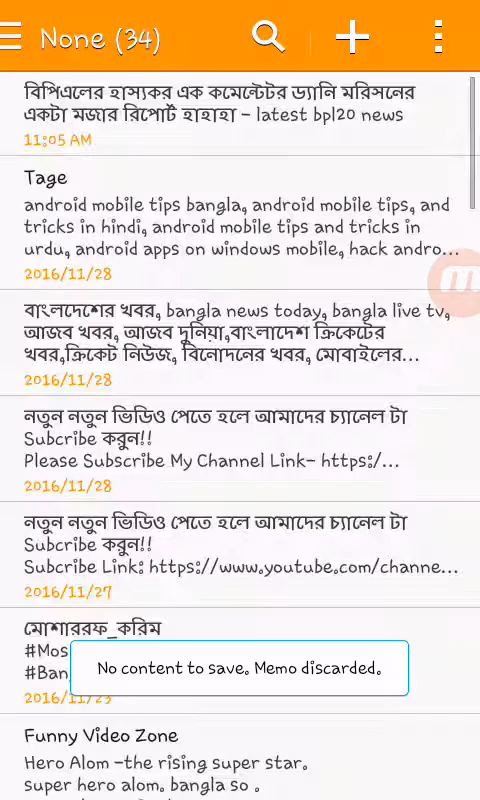 None (34)
বিপিএলের হাস্যকর এক কমেন্টেটর ড্যানি মরিসনের
একটা মজার রিপোর্ট হাহাহা - latest bpl20 news
11:05 AM
Tage
android mobile tips bangla, android mobile tips, and
tricks in hindi, android mobile tips and tricks in
urdu, android apps on windows mobile, hack andro...
2016/11/28
বাংলদেশের খবর, bangla news today, bangla live tv,
আজব খবর, আজব দুনিয়া,বাংলাদেশ ক্রিকেটের
খবর,ক্রিকেট নিউজ, বিনোদনের খবর, মোবাইলের...
2016/11/28
নতুন নতুন ভিডিও পেতে হলে আমাদের চ্যানেল টা
Subcribe করুন!!
Please Subscribe My Channel Link- https:/...
2016/11/28
নতুন নতুন ভিডিও পেতে হলে আমাদের চ্যানেল টা
Subcribe করুন!!
Subcribe Link: https://www.youtube.com/channe...
2016/11/27
মোশাররফ_করিম
#Mos
#Ban
No content to save. Memo discarded.
2016/11/23
Funny Video Zone
Hero Alom -the rising super star.
super hero alom. bangla so .